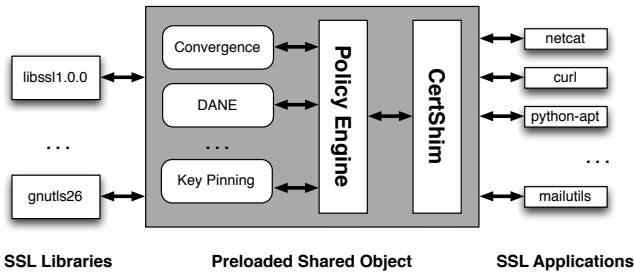 libssl1.0.0
. . .
gnutls26
SSL Libraries
Convergence
DANE
. . .
Key Pinning
Policy Engine
CertShim
Preloaded Shared Object
netcat
curl
python-apt
. . .
mailutils
SSL Applications